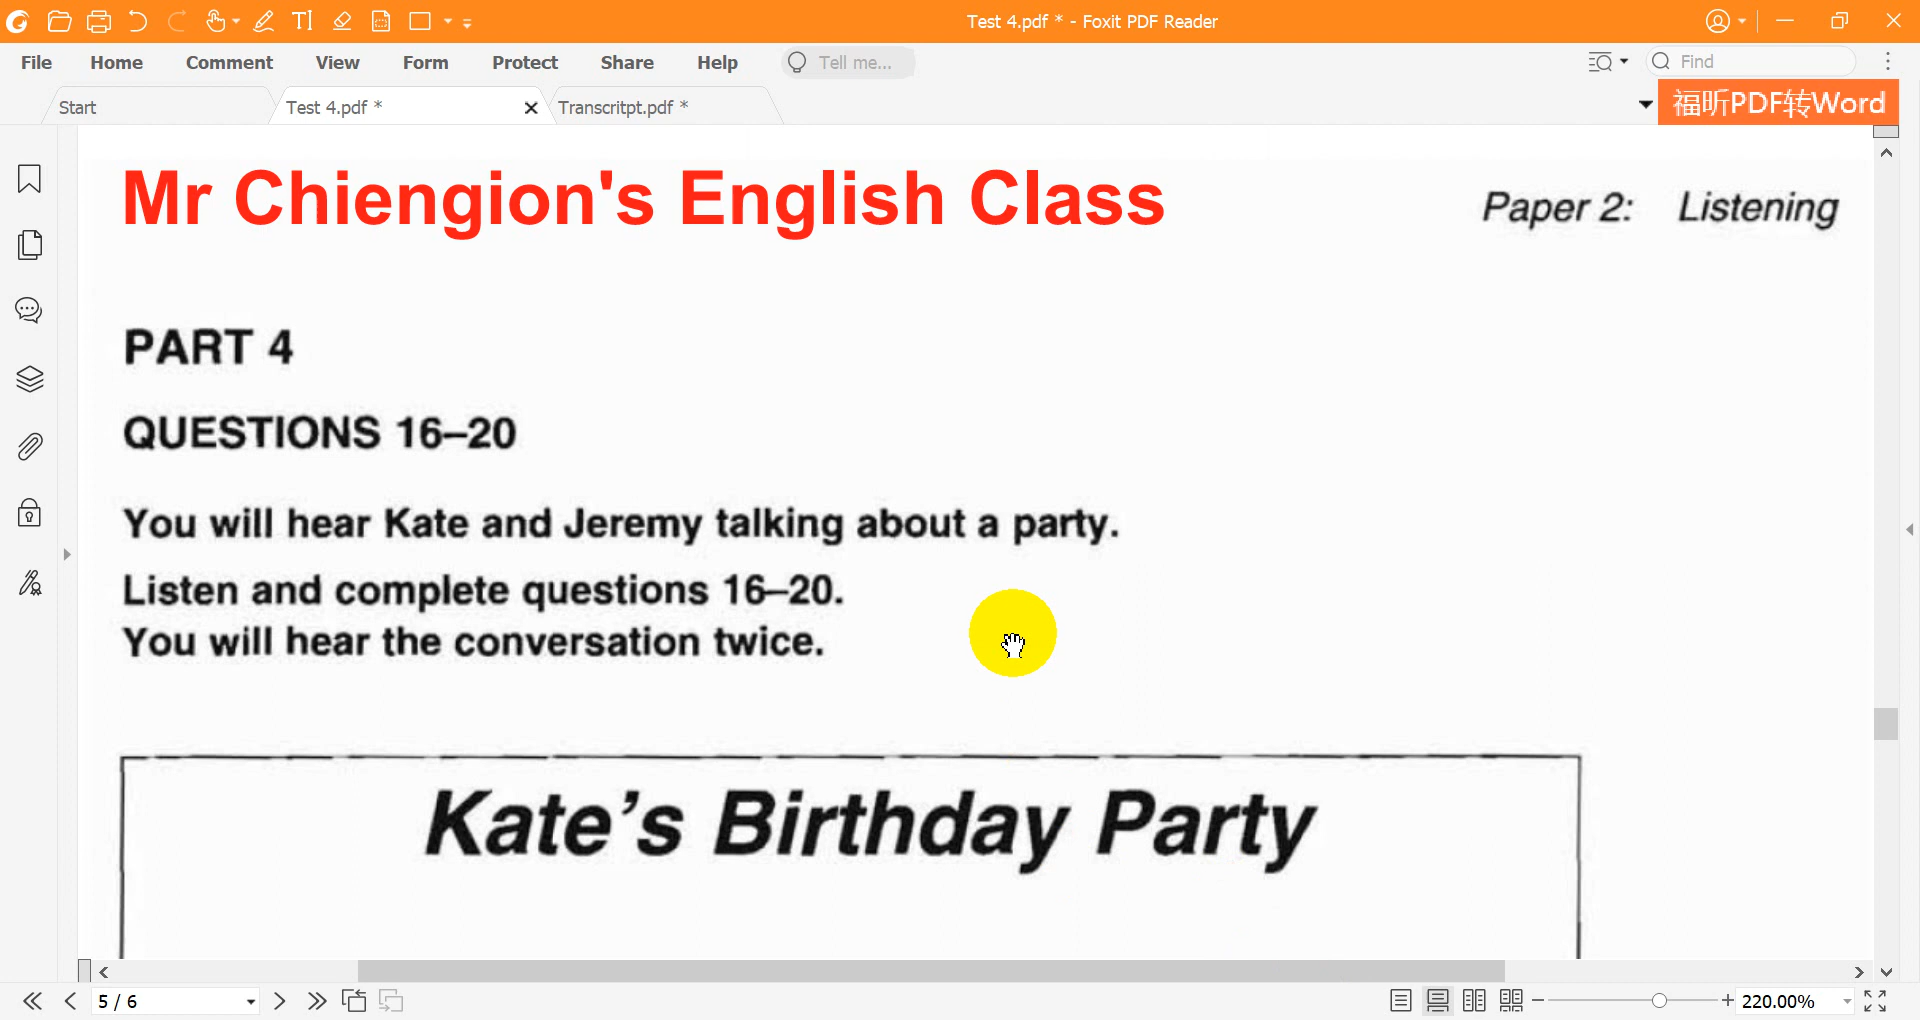 Test 4.pdf * - Foxit PDF Reader
File Home Comment View Form Protect Share Help Tell me... Find
Start Test 4.pdf * Transcritpt.pdf * 福昕PDF转Word
Mr Chiengion's English Class
Paper 2: Listening
PART 4
QUESTIONS 16–20
You will hear Kate and Jeremy talking about a party.
Listen and complete questions 16–20.
You will hear the conversation twice.
Kate's Birthday Party
5 / 6 220.00%